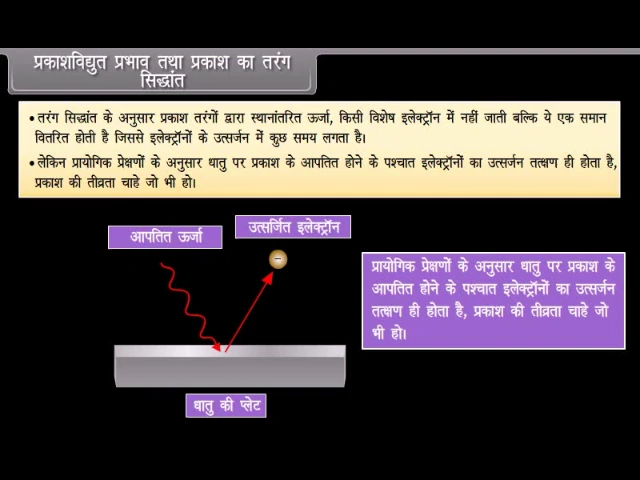 प्रकाशविद्युत प्रभाव तथा प्रकाश का तरंग
सिद्धांत
•तरंग सिद्धांत के अनुसार प्रकाश तरंगों द्वारा स्थानांतरित ऊर्जा, किसी विशेष इलेक्ट्रॉन में नहीं जाती बल्कि ये एक समान
वितरित होती है जिससे इलेक्ट्रॉनों के उत्सर्जन में कुछ समय लगता है।
•लेकिन प्रायोगिक प्रेक्षणों के अनुसार धातु पर प्रकाश के आपतित होने के पश्चात इलेक्ट्रॉनों का उत्सर्जन तत्क्षण ही होता है,
प्रकाश की तीव्रता चाहे जो भी हो।
उत्सर्जित इलेक्ट्रॉन
आपतित ऊर्जा
प्रायोगिक प्रेक्षणों के अनुसार धातु पर प्रकाश के
आपतित होने के पश्चात इलेक्ट्रॉनों का उत्सर्जन
तत्क्षण ही होता है, प्रकाश की तीव्रता चाहे जो
भी हो।
धातु की प्लेट